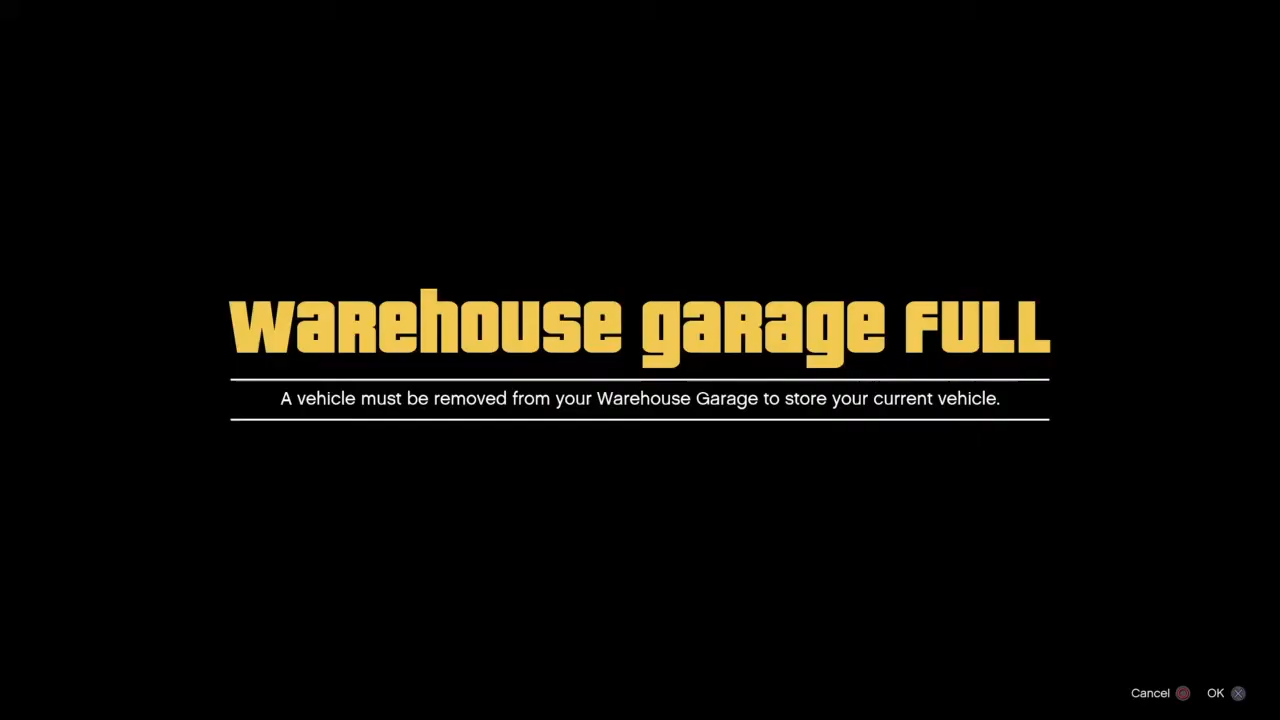 warehouse garage FULL
A vehicle must be removed from your Warehouse Garage to store your current vehicle.
Cancel OK